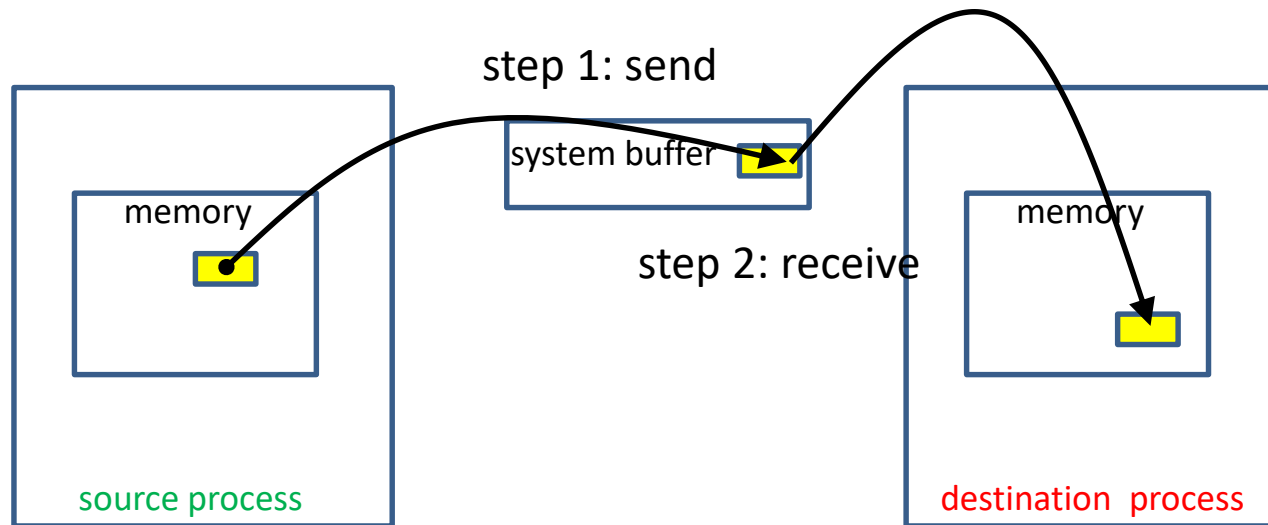 step 1: send
system buffer
memory
memory
step 2: receive
source process
destination process